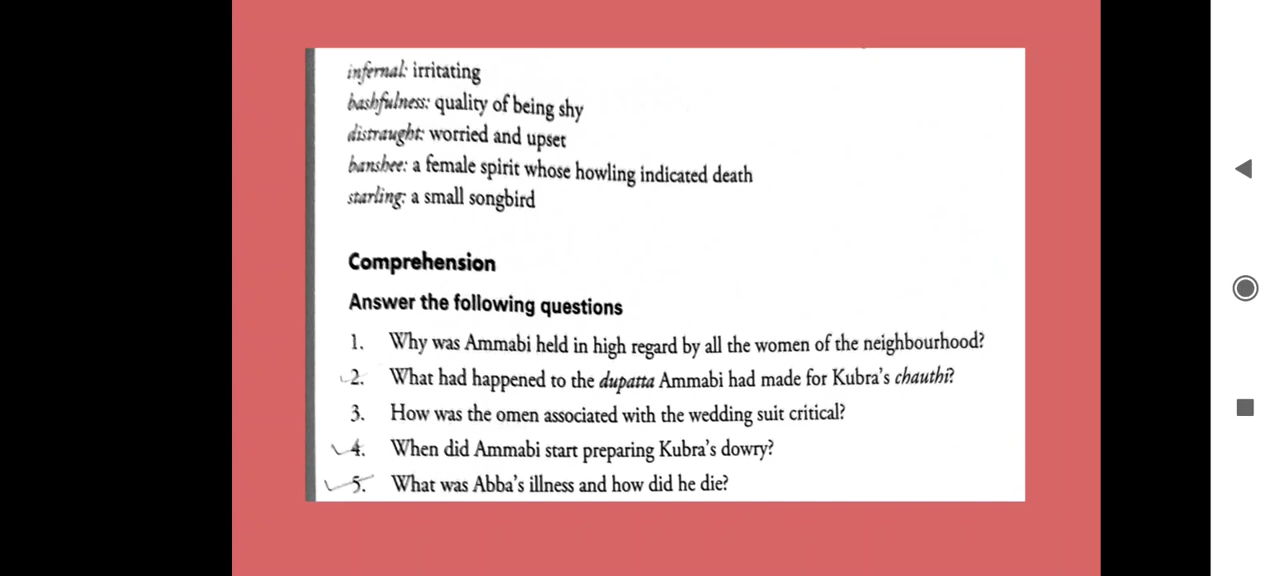 infernal: irritating
bashfulness: quality of being shy
distraught: worried and upset
banshee: a female spirit whose howling indicated death
starling: a small songbird
Comprehension
Answer the following questions
1. Why was Ammabi held in high regard by all the women of the neighbourhood?
2. What had happened to the dupatta Ammabi had made for Kubra's chauthi?
3. How was the omen associated with the wedding suit critical?
4. When did Ammabi start preparing Kubra's dowry?
5. What was Abba's illness and how did he die?